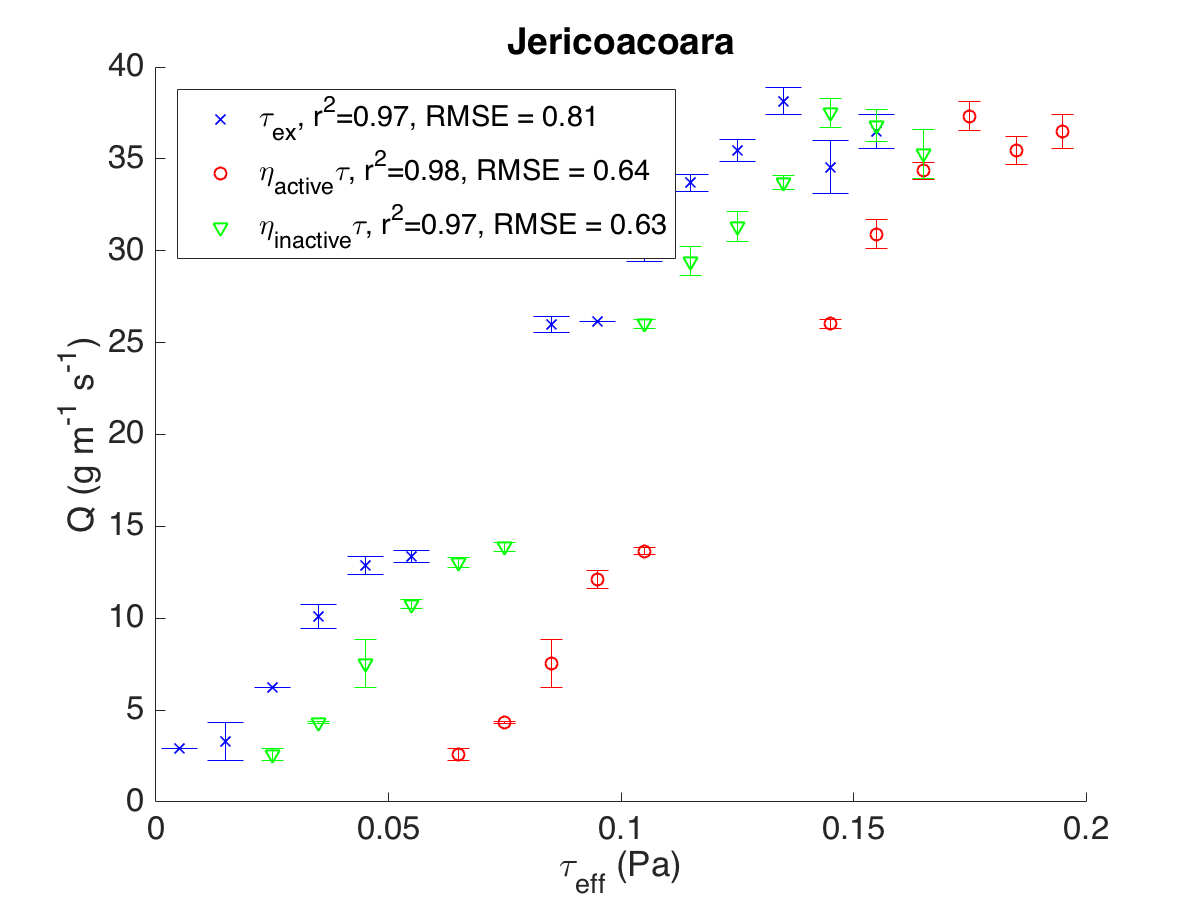 Jericoacoara
τex, r2=0.97, RMSE = 0.81
ηactiveτ, r2=0.98, RMSE = 0.64
ηinactiveτ, r2=0.97, RMSE = 0.63
40
35
30
25
20
15
10
5
0
Q (g m-1 s-1)
0 0.05 0.1 0.15 0.2
τeff (Pa)